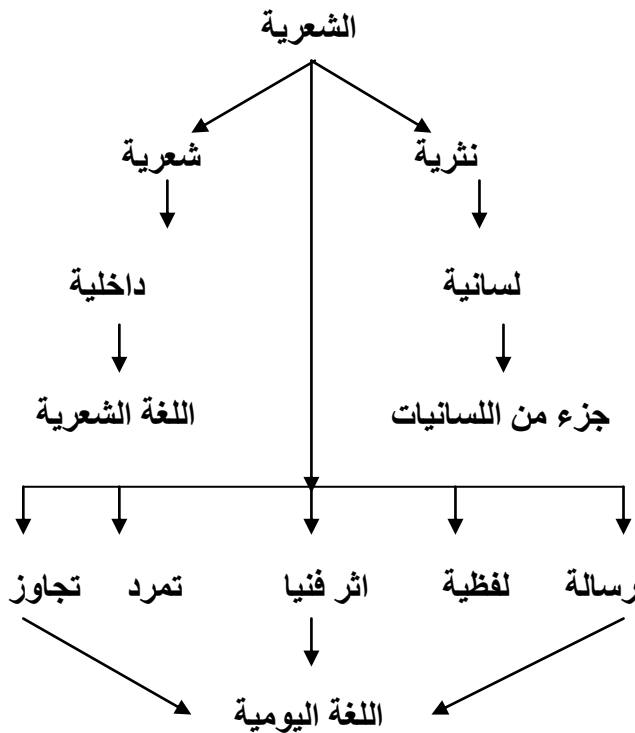 الشعرية
نثرية شعرية
لسانية داخلية
جزء من اللسانيات اللغة الشعرية
رسالة لفظية اثر فنيا تمرد تجاوز
اللغة اليومية